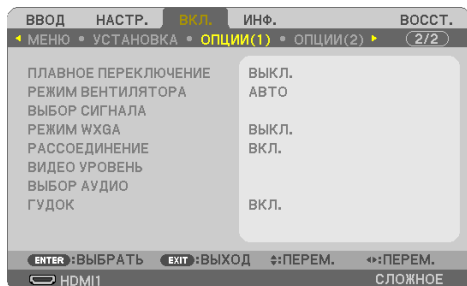 ВВОД НАСТР. ВКЛ. ИНФ. ВОССТ.
МЕНЮ • УСТАНОВКА • ОПЦИИ(1) • ОПЦИИ(2) 2/2
ПЛАВНОЕ ПЕРЕКЛЮЧЕНИЕ ВЫКЛ.
РЕЖИМ ВЕНТИЛЯТОРА АВТО
ВЫБОР СИГНАЛА
РЕЖИМ WXGA ВЫКЛ.
РАССОЕДИНЕНИЕ ВКЛ.
ВИДЕО УРОВЕНЬ
ВЫБОР АУДИО
ГУДОК ВКЛ.
ENTER:ВЫБРАТЬ EXIT:ВЫХОД :ПЕРЕМ. :ПЕРЕМ.
HDMI1 СЛОЖНОЕ